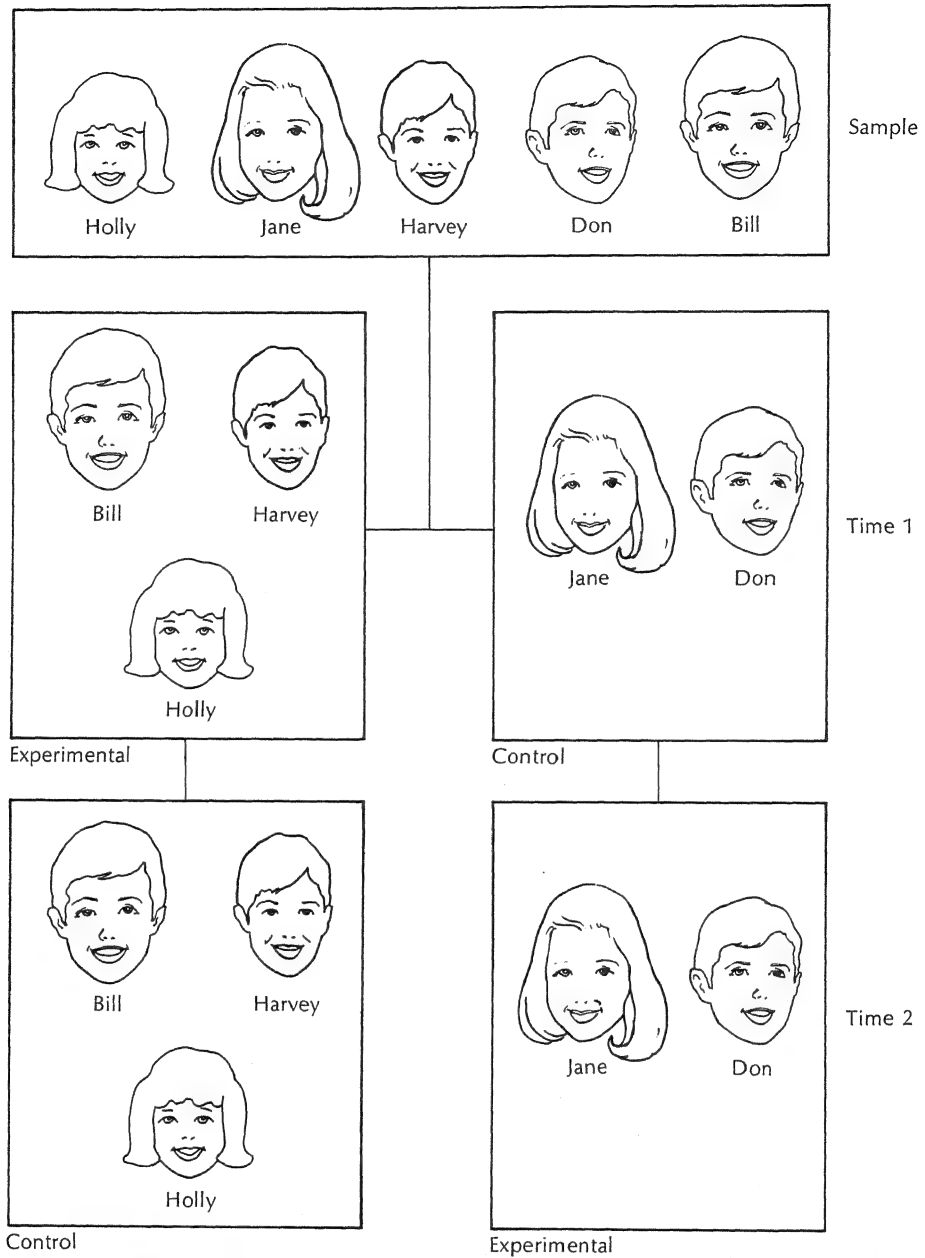 Sample
Holly Jane Harvey Don Bill
Bill Harvey
Time 1
Jane Don
Holly
Experimental Control
Bill Harvey
Time 2
Jane Don
Holly
Control Experimental